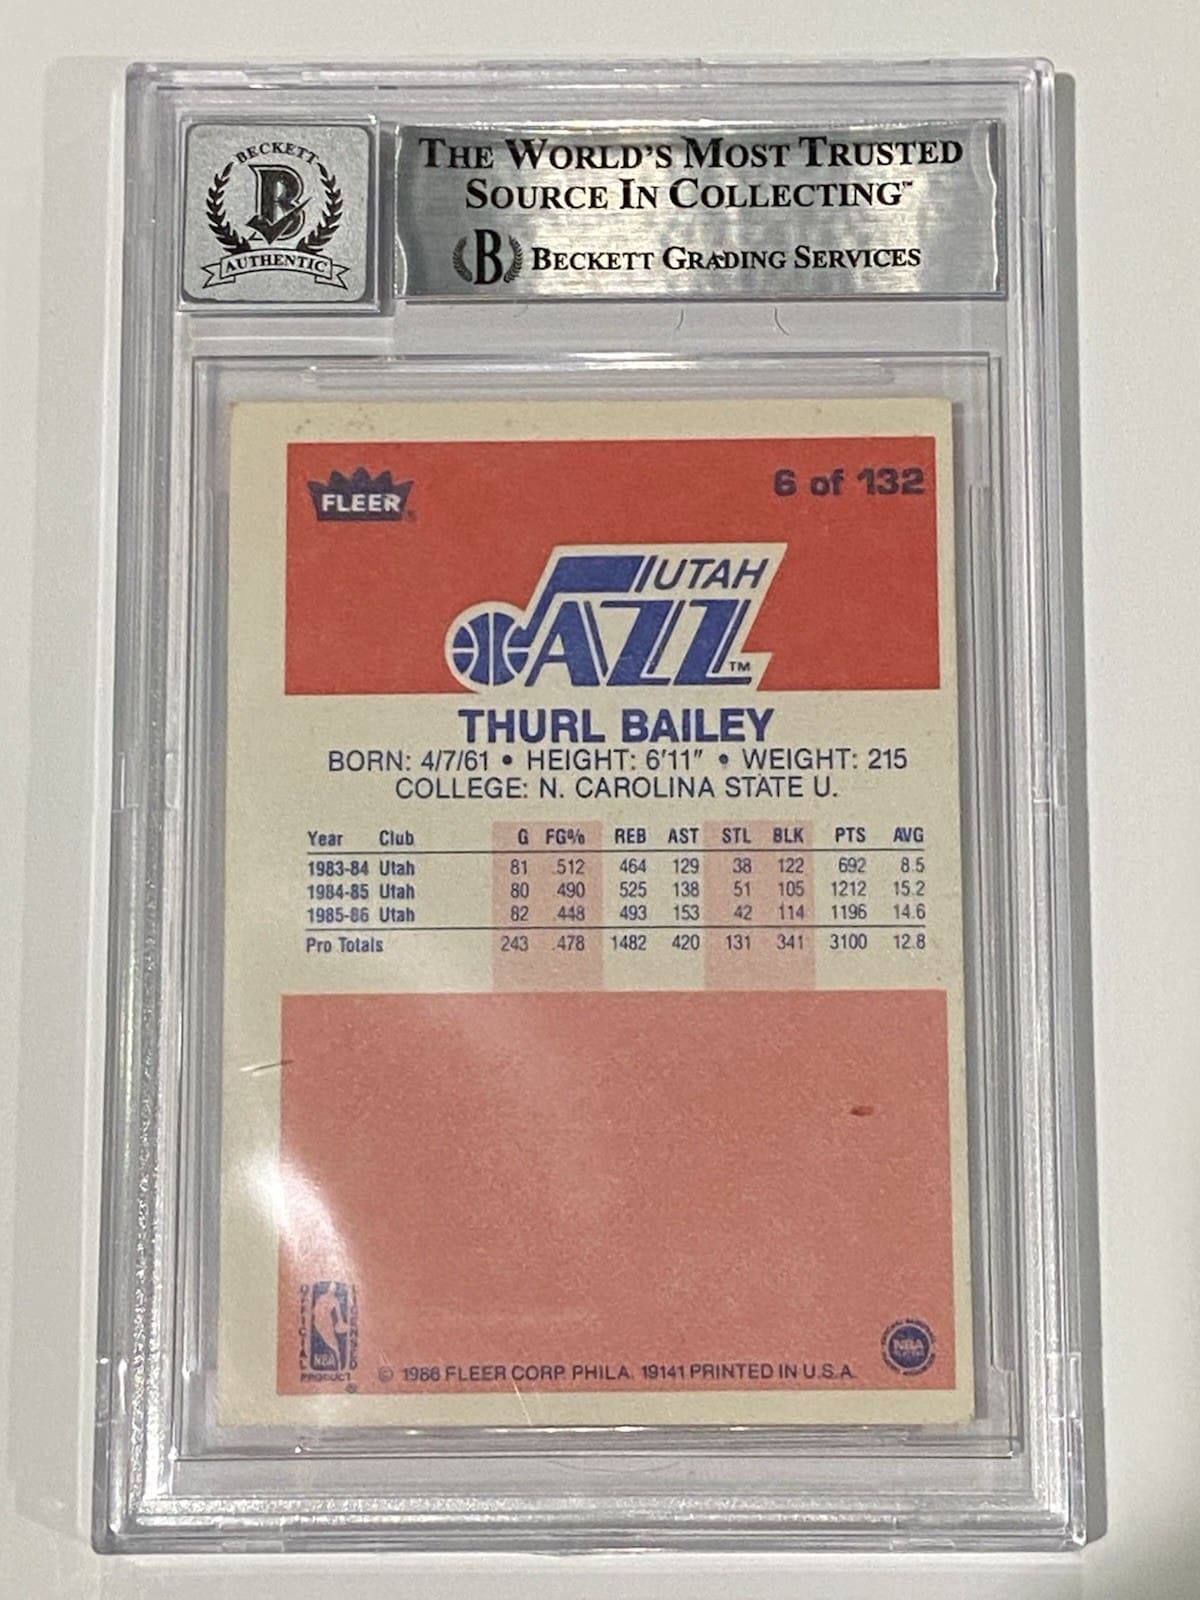 BECKETT
B
AUTHENTIC
THE WORLD'S MOST TRUSTED
SOURCE IN COLLECTING™
B BECKETT GRADING SERVICES
FLEER®
6 of 132
UTAH
JAZZ™
THURL BAILEY
BORN: 4/7/61 • HEIGHT: 6'11" • WEIGHT: 215
COLLEGE: N. CAROLINA STATE U.
Year Club G FG% REB AST STL BLK PTS AVG
1983-84 Utah 81 .512 464 129 38 122 692 8.5
1984-85 Utah 80 .490 525 138 51 105 1212 15.2
1985-86 Utah 82 .448 493 153 42 114 1196 14.6
Pro Totals 243 .478 1482 420 131 341 3100 12.8
OFFICIAL
LICENSED
NBA
PRODUCT®
© 1986 FLEER CORP. PHILA. 19141 PRINTED IN U.S.A.
NBA